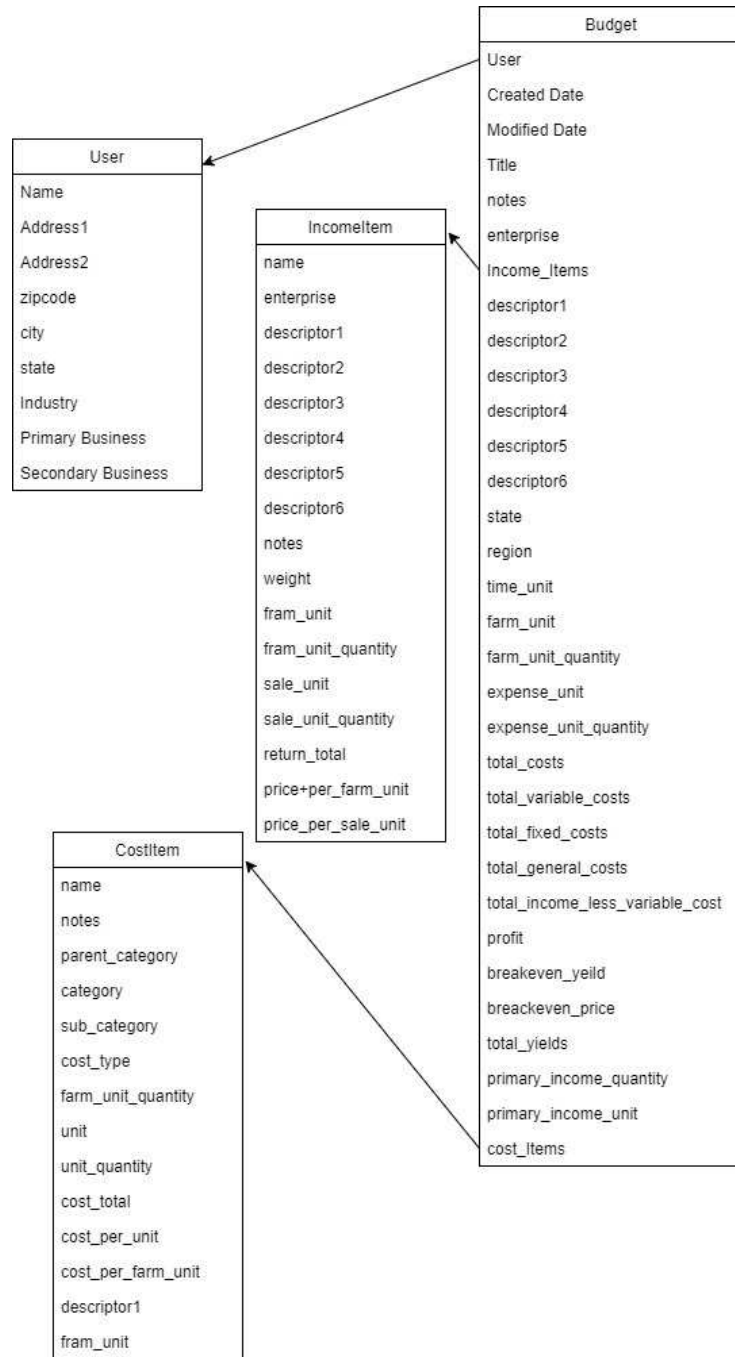 Budget
User
Created Date
Modified Date
Title
notes
enterprise
Income_Items
descriptor1
descriptor2
descriptor3
descriptor4
descriptor5
descriptor6
state
region
time_unit
farm_unit
farm_unit_quantity
expense_unit
expense_unit_quantity
total_costs
total_variable_costs
total_fixed_costs
total_general_costs
total_income_less_variable_cost
profit
breakeven_yeild
breackeven_price
total_yields
primary_income_quantity
primary_income_unit
cost_Items
User
Name
Address1
Address2
zipcode
city
state
Industry
Primary Business
Secondary Business
IncomeItem
name
enterprise
descriptor1
descriptor2
descriptor3
descriptor4
descriptor5
descriptor6
notes
weight
fram_unit
fram_unit_quantity
sale_unit
sale_unit_quantity
return_total
price+per_farm_unit
price_per_sale_unit
CostItem
name
notes
parent_category
category
sub_category
cost_type
farm_unit_quantity
unit
unit_quantity
cost_total
cost_per_unit
cost_per_farm_unit
descriptor1
fram_unit